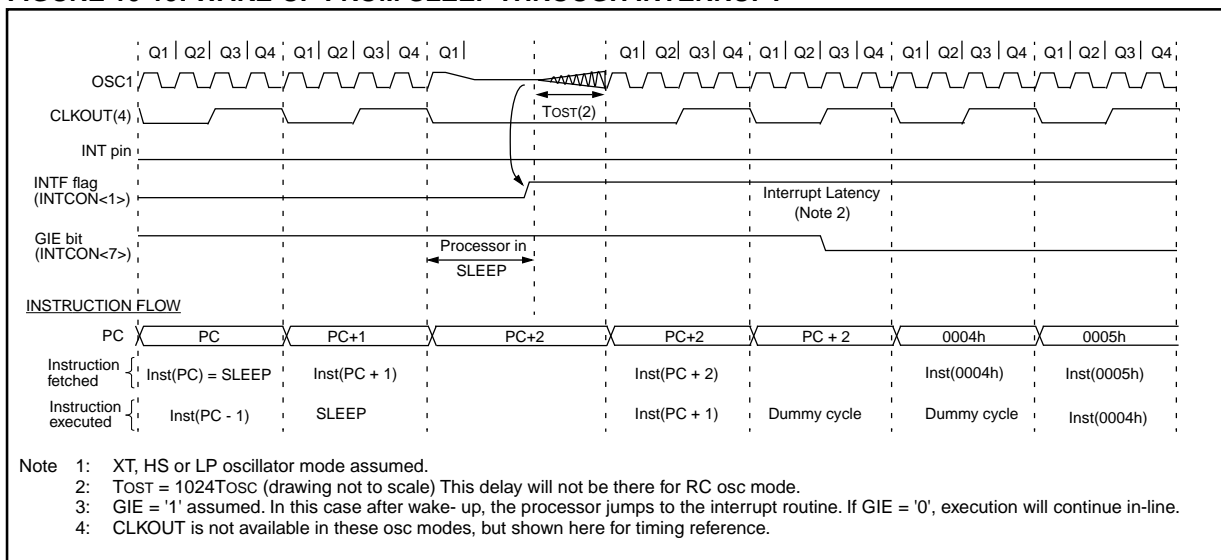 Q1 Q2 Q3 Q4 Q1 Q2 Q3 Q4 Q1 Q1 Q2 Q3 Q4 Q1 Q2 Q3 Q4 Q1 Q2 Q3 Q4 Q1 Q2 Q3 Q4
OSC1
TOST(2)
CLKOUT(4)
INT pin
INTF flag
(INTCON<1>)
Interrupt Latency
(Note 2)
GIE bit
(INTCON<7>)
Processor in
SLEEP
INSTRUCTION FLOW
PC PC PC+1 PC+2 PC+2 PC + 2 0004h 0005h
Instruction
fetched
Inst(PC) = SLEEP Inst(PC + 1) Inst(PC + 2) Inst(0004h) Inst(0005h)
Instruction
executed
Inst(PC - 1) SLEEP Inst(PC + 1) Dummy cycle Dummy cycle Inst(0004h)
Note 1: XT, HS or LP oscillator mode assumed.
2: TOST = 1024TOSC (drawing not to scale) This delay will not be there for RC osc mode.
3: GIE = '1' assumed. In this case after wake- up, the processor jumps to the interrupt routine. If GIE = '0', execution will continue in-line.
4: CLKOUT is not available in these osc modes, but shown here for timing reference.